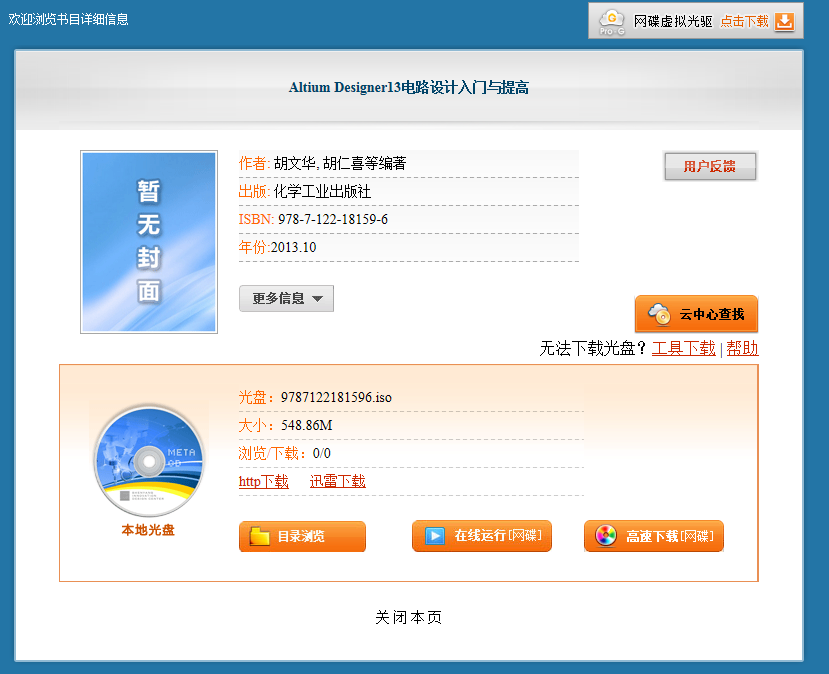 欢迎浏览书目详细信息
网碟虚拟光驱 点击下载
Pro G
Altium Designer13电路设计入门与提高
暂无封面
作者: 胡文华, 胡仁喜等编著
出版: 化学工业出版社
ISBN: 978-7-122-18159-6
年份:2013.10
用户反馈
更多信息
云中心查找
无法下载光盘？工具下载 | 帮助
光盘：9787122181596.iso
大小：548.86M
浏览/下载：0/0
http下载 迅雷下载
META
CD
本地光盘
目录浏览
在线运行[网碟]
高速下载[网碟]
关闭本页